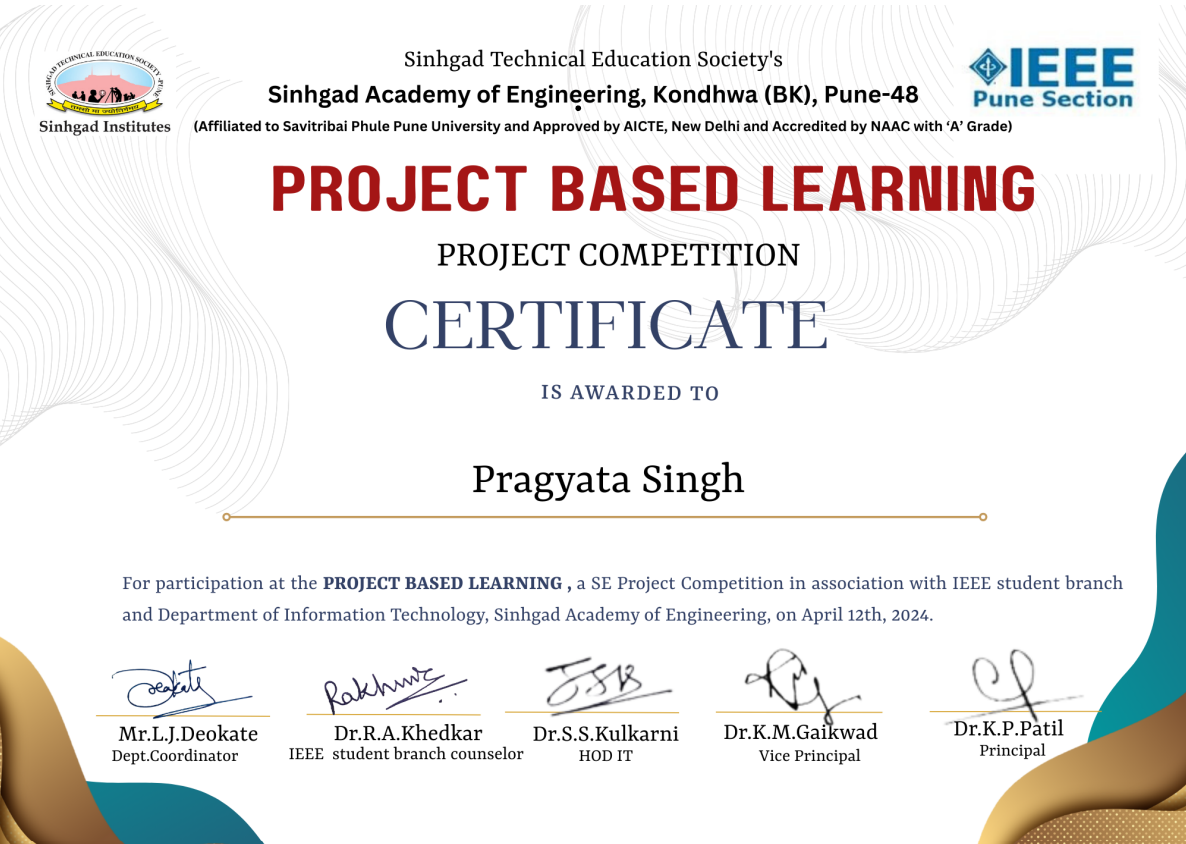 SINHGAD TECHNICAL EDUCATION SOCIETY - PUNE
Sinhgad Institutes
Sinhgad Technical Education Society's
Sinhgad Academy of Engineering, Kondhwa (BK), Pune-48
(Affiliated to Savitribai Phule Pune University and Approved by AICTE, New Delhi and Accredited by NAAC with ‘A’ Grade)
IEEE
Pune Section
PROJECT BASED LEARNING
PROJECT COMPETITION
CERTIFICATE
IS AWARDED TO
Pragyata Singh
For participation at the PROJECT BASED LEARNING , a SE Project Competition in association with IEEE student branch
and Department of Information Technology, Sinhgad Academy of Engineering, on April 12th, 2024.
Mr.L.J.Deokate
Dept.Coordinator
Dr.R.A.Khedkar
IEEE student branch counselor
Dr.S.S.Kulkarni
HOD IT
Dr.K.M.Gaikwad
Vice Principal
Dr.K.P.Patil
Principal